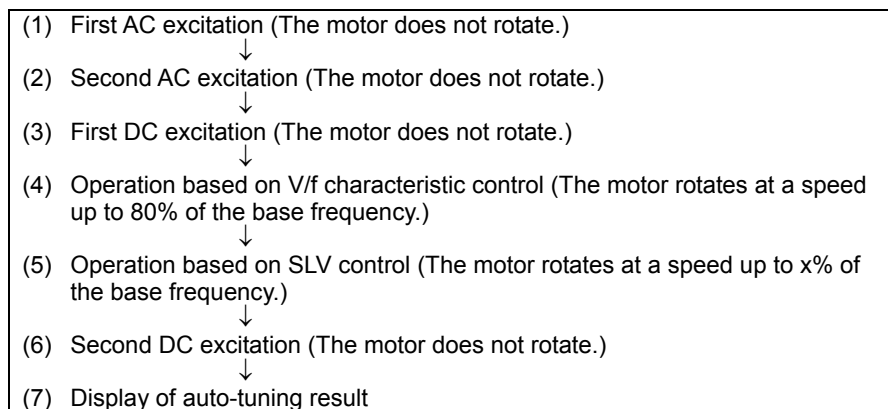 (1) First AC excitation (The motor does not rotate.)
↓
(2) Second AC excitation (The motor does not rotate.)
↓
(3) First DC excitation (The motor does not rotate.)
↓
(4) Operation based on V/f characteristic control (The motor rotates at a speed
up to 80% of the base frequency.)
↓
(5) Operation based on SLV control (The motor rotates at a speed up to x% of
the base frequency.)
↓
(6) Second DC excitation (The motor does not rotate.)
↓
(7) Display of auto-tuning result